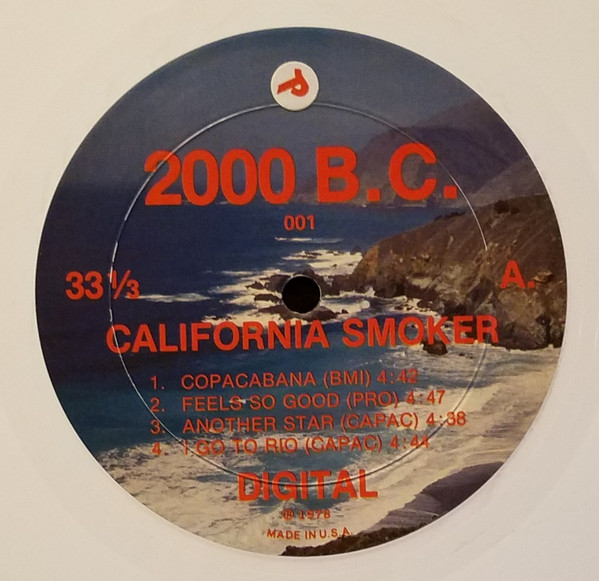 2000 B.C.
001
33 ⅓
A.
CALIFORNIA SMOKER
1. COPACABANA (BMI) 4:42
2. FEELS SO GOOD (PRO) 4:47
3. ANOTHER STAR (CAPAC) 4:38
4. I GO TO RIO (CAPAC) 4:44
DIGITAL
℗ 1978
MADE IN U.S.A.